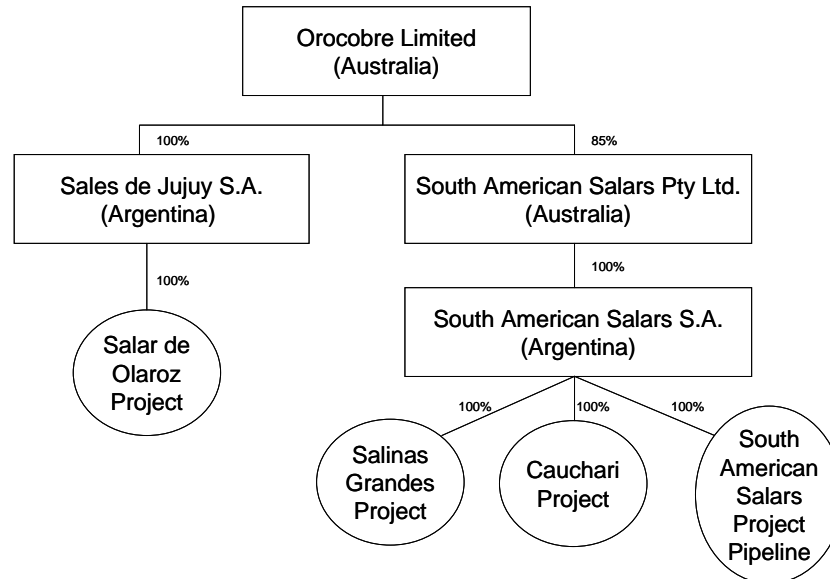 Orocobre Limited
(Australia)
100%
85%
Sales de Jujuy S.A.
(Argentina)
South American Salars Pty Ltd.
(Australia)
100%
100%
Salar de
Olaroz
Project
South American Salars S.A.
(Argentina)
100%
100%
100%
Salinas
Grandes
Project
Cauchari
Project
South
American
Salars
Project
Pipeline